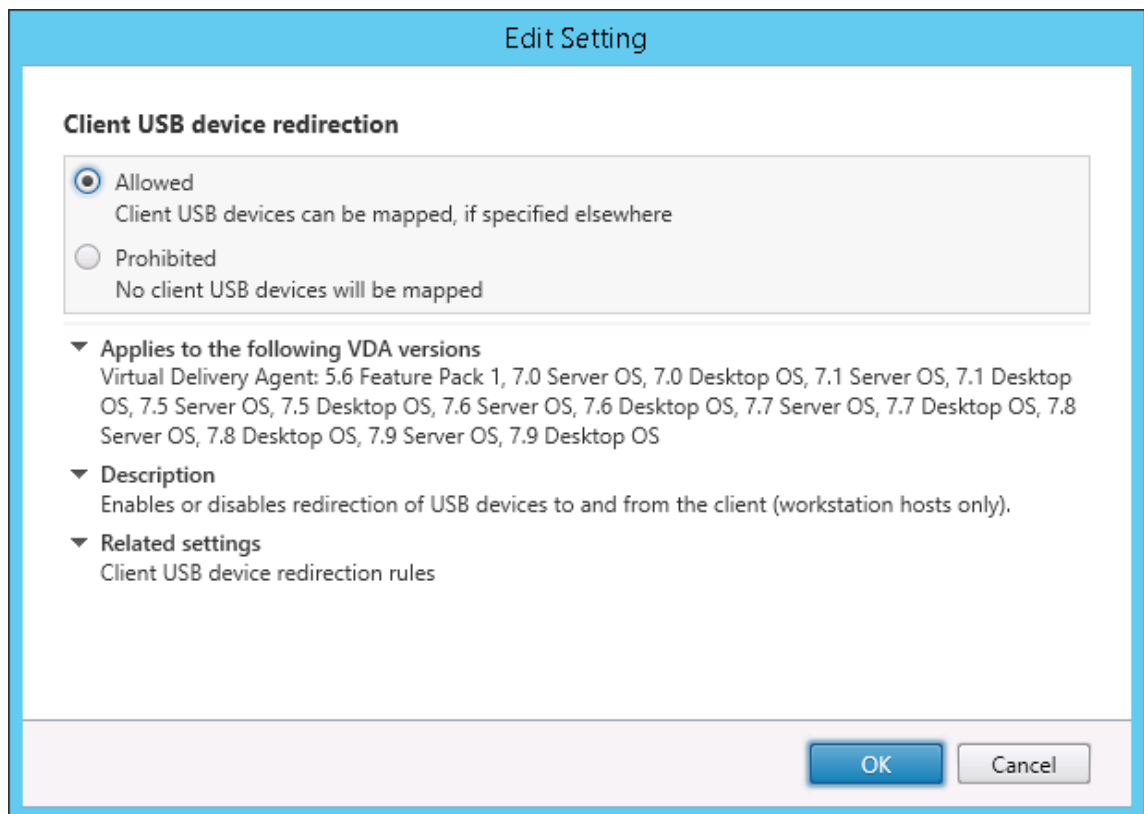 Edit Setting
Client USB device redirection
Allowed
Client USB devices can be mapped, if specified elsewhere
Prohibited
No client USB devices will be mapped
Applies to the following VDA versions
Virtual Delivery Agent: 5.6 Feature Pack 1, 7.0 Server OS, 7.0 Desktop OS, 7.1 Server OS, 7.1 Desktop
OS, 7.5 Server OS, 7.5 Desktop OS, 7.6 Server OS, 7.6 Desktop OS, 7.7 Server OS, 7.7 Desktop OS, 7.8
Server OS, 7.8 Desktop OS, 7.9 Server OS, 7.9 Desktop OS
Description
Enables or disables redirection of USB devices to and from the client (workstation hosts only).
Related settings
Client USB device redirection rules
OK
Cancel